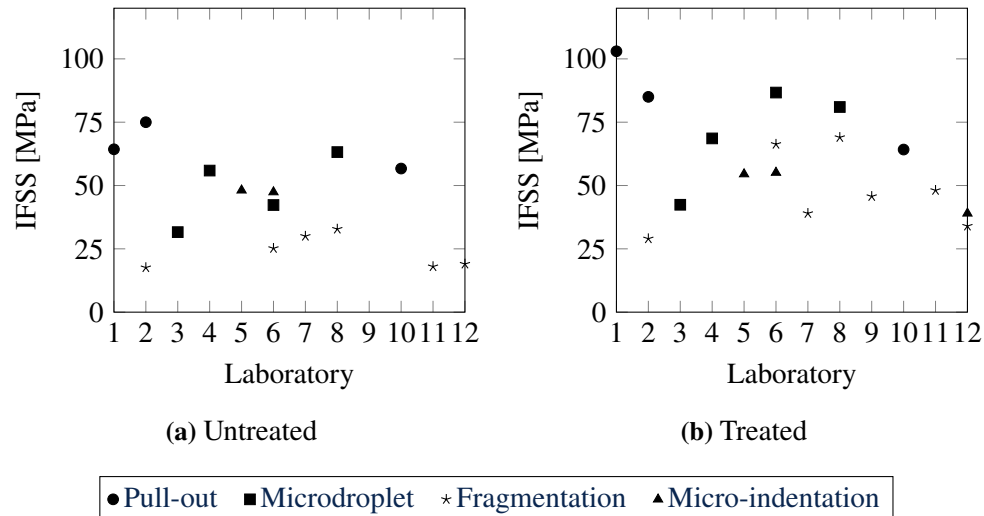 100
75
50
25
0
IFSS [MPa]
1 2 3 4 5 6 7 8 9 10 11 12
Laboratory
(a) Untreated
100
75
50
25
0
IFSS [MPa]
1 2 3 4 5 6 7 8 9 10 11 12
Laboratory
(b) Treated
Pull-out Microdroplet Fragmentation Micro-indentation